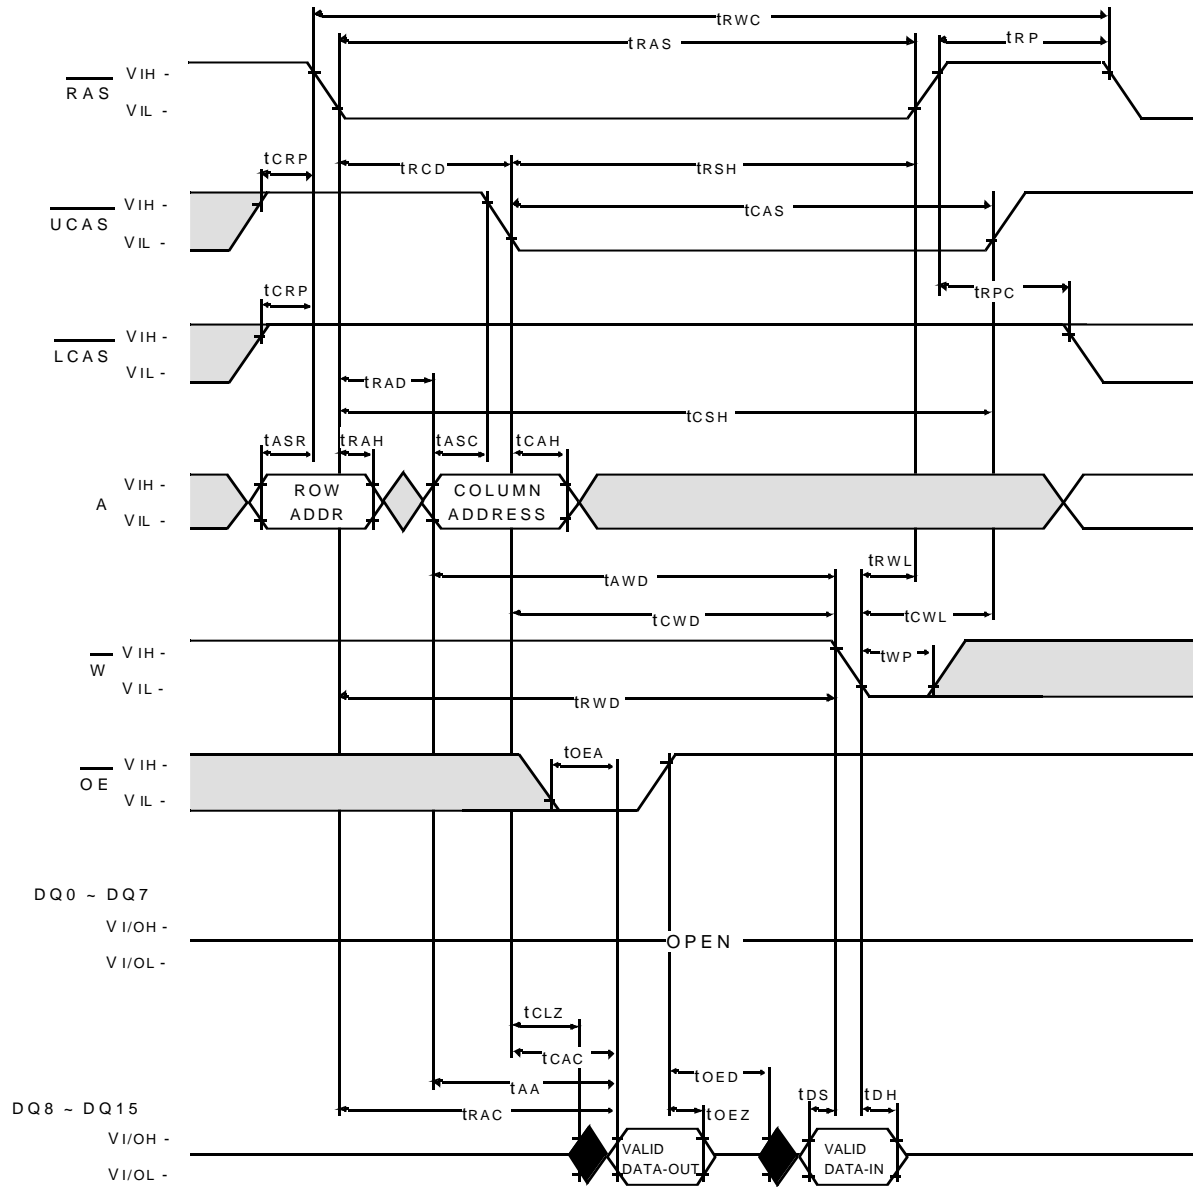 tRWC
tRAS
tRP
RAS
VIH -
VIL -
tCRP
tRCD
tRSH
UCAS
VIH -
VIL -
tCAS
tCRP
tRPC
LCAS
VIH -
VIL -
tRAD
tCSH
tASR
tRAH
tASC
tCAH
A
VIH -
VIL -
ROW
ADDR
COLUMN
ADDRESS
tRWL
tAWD
tCWD
tCWL
W
VIH -
VIL -
tWP
tRWD
OE
VIH -
VIL -
tOEA
DQ0 ~ DQ7
VI/OH -
VI/OL -
OPEN
tCLZ
tCAC
tOED
tAA
tDS
tDH
DQ8 ~ DQ15
tRAC
tOEZ
VI/OH -
VI/OL -
VALID
DATA-OUT
VALID
DATA-IN